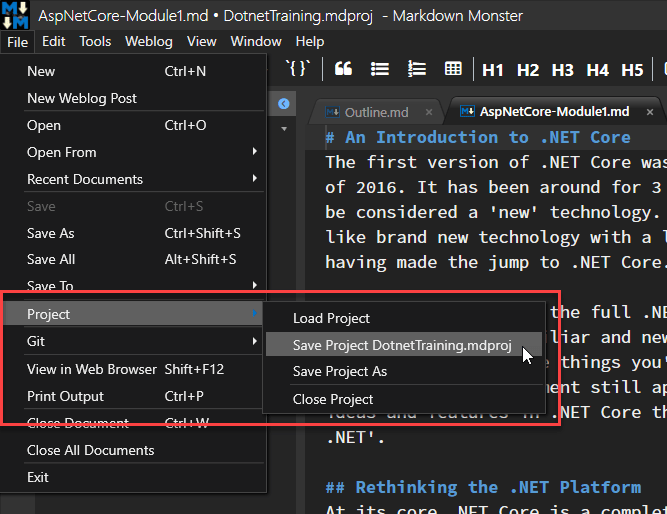 AspNetCore-Module1.md • DotnetTraining.mdproj - Markdown Monster
File Edit Tools Weblog View Window Help
New Ctrl+N
New Weblog Post
Open Ctrl+O
Open From
Recent Documents
Save Ctrl+S
Save As Ctrl+Shift+S
Save All Alt+Shift+S
Save To
Project
Git
View in Web Browser Shift+F12
Print Output Ctrl+P
Close Document Ctrl+W
Close All Documents
Exit
Load Project
Save Project DotnetTraining.mdproj
Save Project As
Close Project
`{}` H1 H2 H3 H4 H5
Outline.md × AspNetCore-Module1.md ×
# An Introduction to .NET Core
The first version of .NET Core was
of 2016. It has been around for 3
be considered a 'new' technology.
like brand new technology with a l
having made the jump to .NET Core.
the full .NE
liar and new
e things you'
ment still ap
ideas and features in .NET Core th
.NET'.
## Rethinking the .NET Platform
At its core .NET Core is a complet